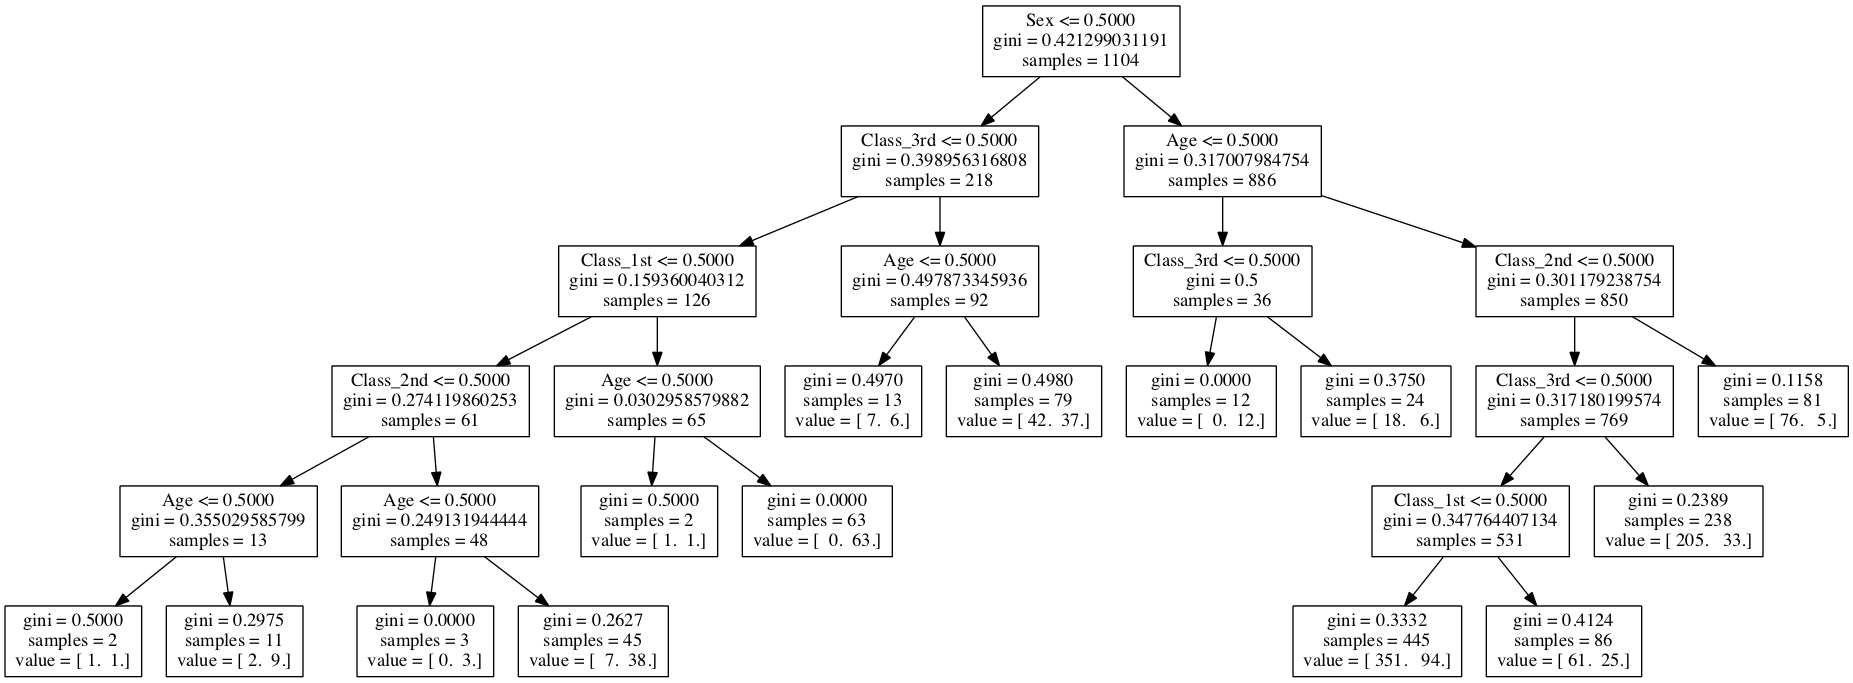 Sex <= 0.5000
gini = 0.421299031191
samples = 1104
Class_3rd <= 0.5000
gini = 0.398956316808
samples = 218
Age <= 0.5000
gini = 0.317007984754
samples = 886
Class_1st <= 0.5000
gini = 0.159360040312
samples = 126
Age <= 0.5000
gini = 0.497873345936
samples = 92
Class_3rd <= 0.5000
gini = 0.5
samples = 36
Class_2nd <= 0.5000
gini = 0.301179238754
samples = 850
Class_2nd <= 0.5000
gini = 0.274119860253
samples = 61
Age <= 0.5000
gini = 0.0302958579882
samples = 65
gini = 0.4970
samples = 13
value = [ 7. 6.]
gini = 0.4980
samples = 79
value = [ 42. 37.]
gini = 0.0000
samples = 12
value = [ 0. 12.]
gini = 0.3750
samples = 24
value = [ 18. 6.]
Class_3rd <= 0.5000
gini = 0.317180199574
samples = 769
gini = 0.1158
samples = 81
value = [ 76. 5.]
Age <= 0.5000
gini = 0.355029585799
samples = 13
Age <= 0.5000
gini = 0.249131944444
samples = 48
gini = 0.5000
samples = 2
value = [ 1. 1.]
gini = 0.0000
samples = 63
value = [ 0. 63.]
Class_1st <= 0.5000
gini = 0.347764407134
samples = 531
gini = 0.2389
samples = 238
value = [ 205. 33.]
gini = 0.5000
samples = 2
value = [ 1. 1.]
gini = 0.2975
samples = 11
value = [ 2. 9.]
gini = 0.0000
samples = 3
value = [ 0. 3.]
gini = 0.2627
samples = 45
value = [ 7. 38.]
gini = 0.3332
samples = 445
value = [ 351. 94.]
gini = 0.4124
samples = 86
value = [ 61. 25.]